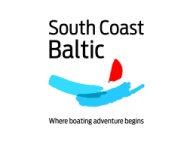 South Coast
Baltic
Where boating adventure begins